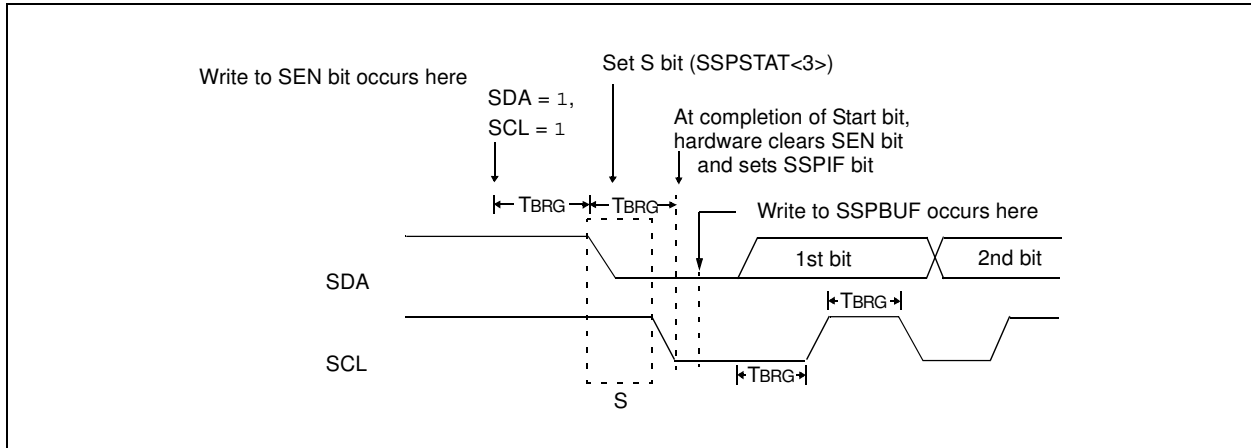 Set S bit (SSPSTAT<3>)
Write to SEN bit occurs here
SDA = 1,
SCL = 1
At completion of Start bit,
hardware clears SEN bit
and sets SSPIF bit
TBRG
TBRG
Write to SSPBUF occurs here
1st bit
2nd bit
SDA
TBRG
SCL
TBRG
S